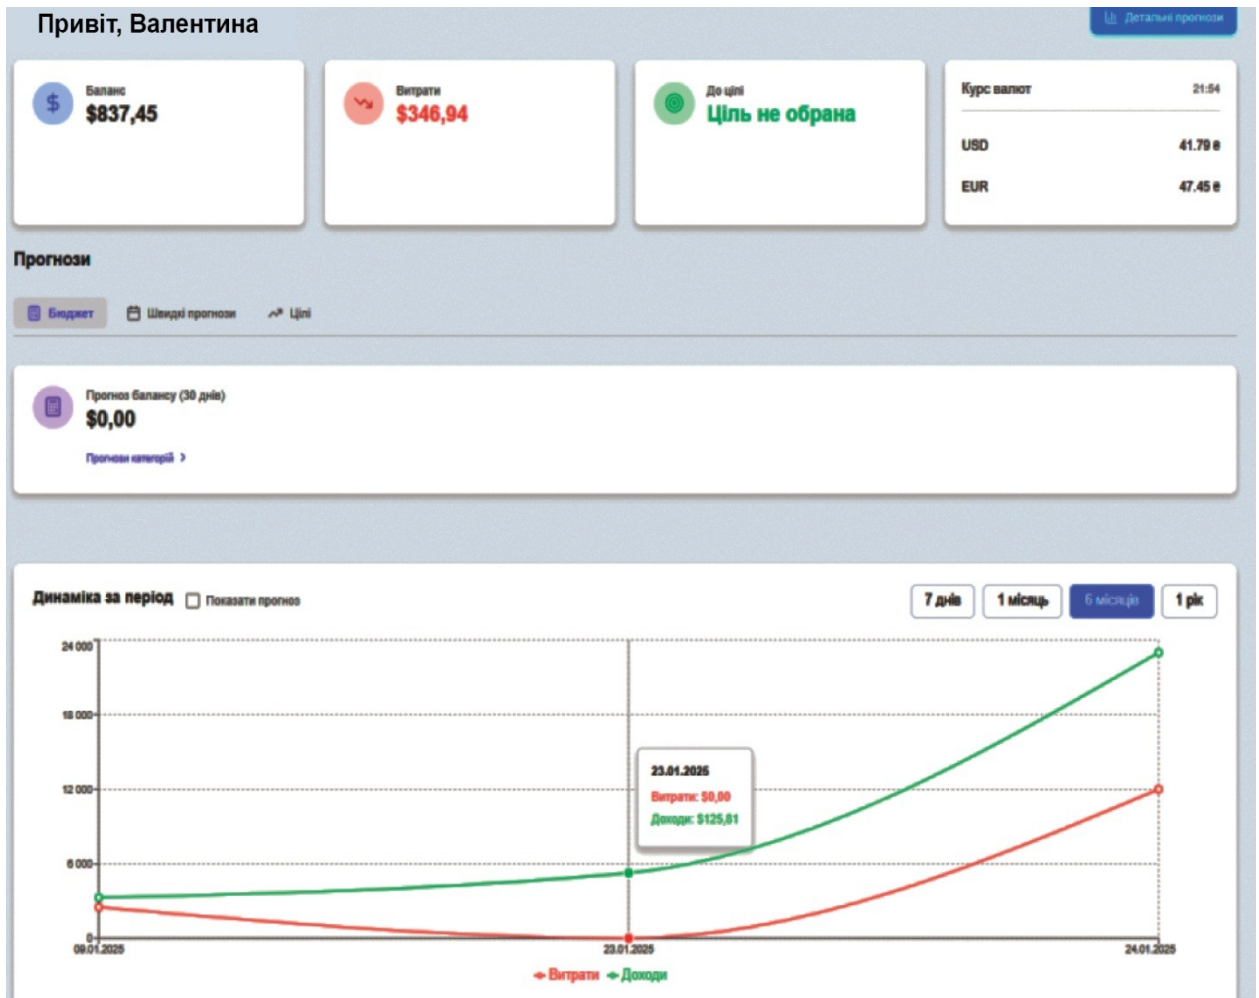 Привіт, Валентина
Детальні прогнози
Баланс
$837,45
Витрати
$346,94
До цілі
Ціль не обрана
Курс валют 21:54
USD 41.79 ₴
EUR 47.45 ₴
Прогнози
Бюджет Швидкі прогнози Цілі
Прогноз балансу (30 днів)
$0,00
Прогнози категорій
Динаміка за період Показати прогноз 7 днів 1 місяць 6 місяців 1 рік
24 000
18 000
12 000
6 000
0
23.01.2025
Витрати: $0,00
Доходи: $125,81
09.01.2025 23.01.2025 24.01.2025
Витрати Доходи